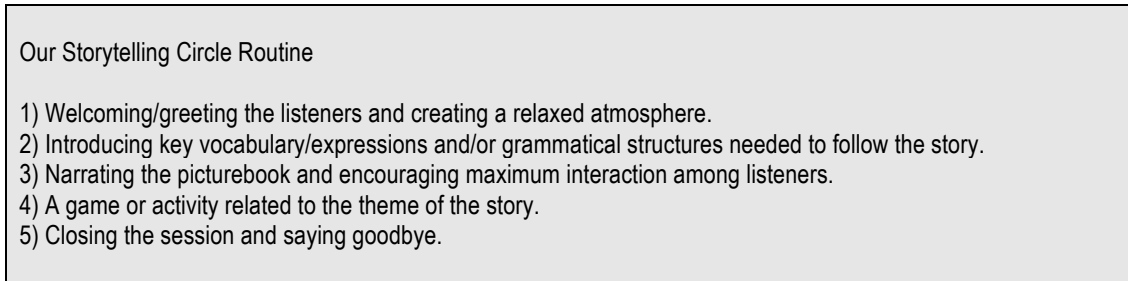 Our Storytelling Circle Routine
1) Welcoming/greeting the listeners and creating a relaxed atmosphere.
2) Introducing key vocabulary/expressions and/or grammatical structures needed to follow the story.
3) Narrating the picturebook and encouraging maximum interaction among listeners.
4) A game or activity related to the theme of the story.
5) Closing the session and saying goodbye.